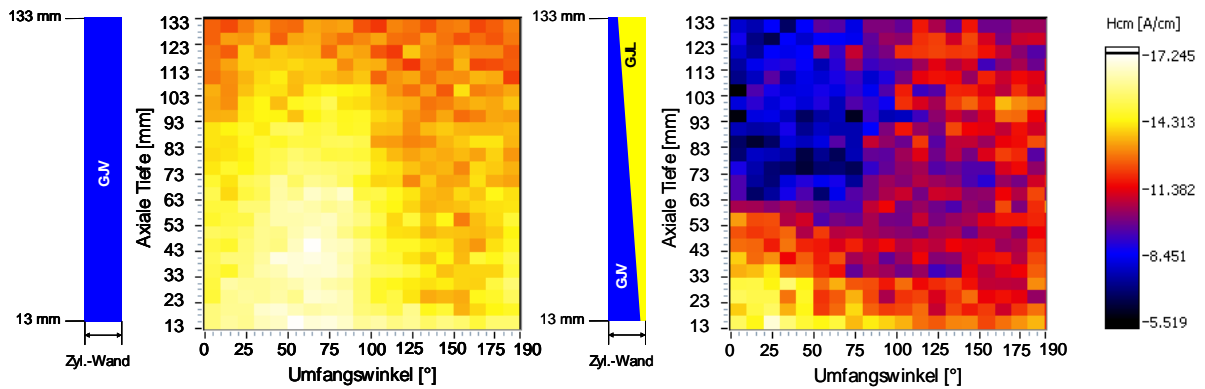 133 mm
GJV
13 mm
Zyl.-Wand
Axiale Tiefe [mm]
133
123
113
103
93
83
73
63
53
43
33
23
13
0 25 50 75 100 125 150 175 190
Umfangswinkel [°]
133 mm
GJL
GJV
13 mm
Zyl.-Wand
Axiale Tiefe [mm]
133
123
113
103
93
83
73
63
53
43
33
23
13
0 25 50 75 100 125 150 175 190
Umfangswinkel [°]
Hcm [A/cm]
17.245
14.313
11.382
8.451
5.519